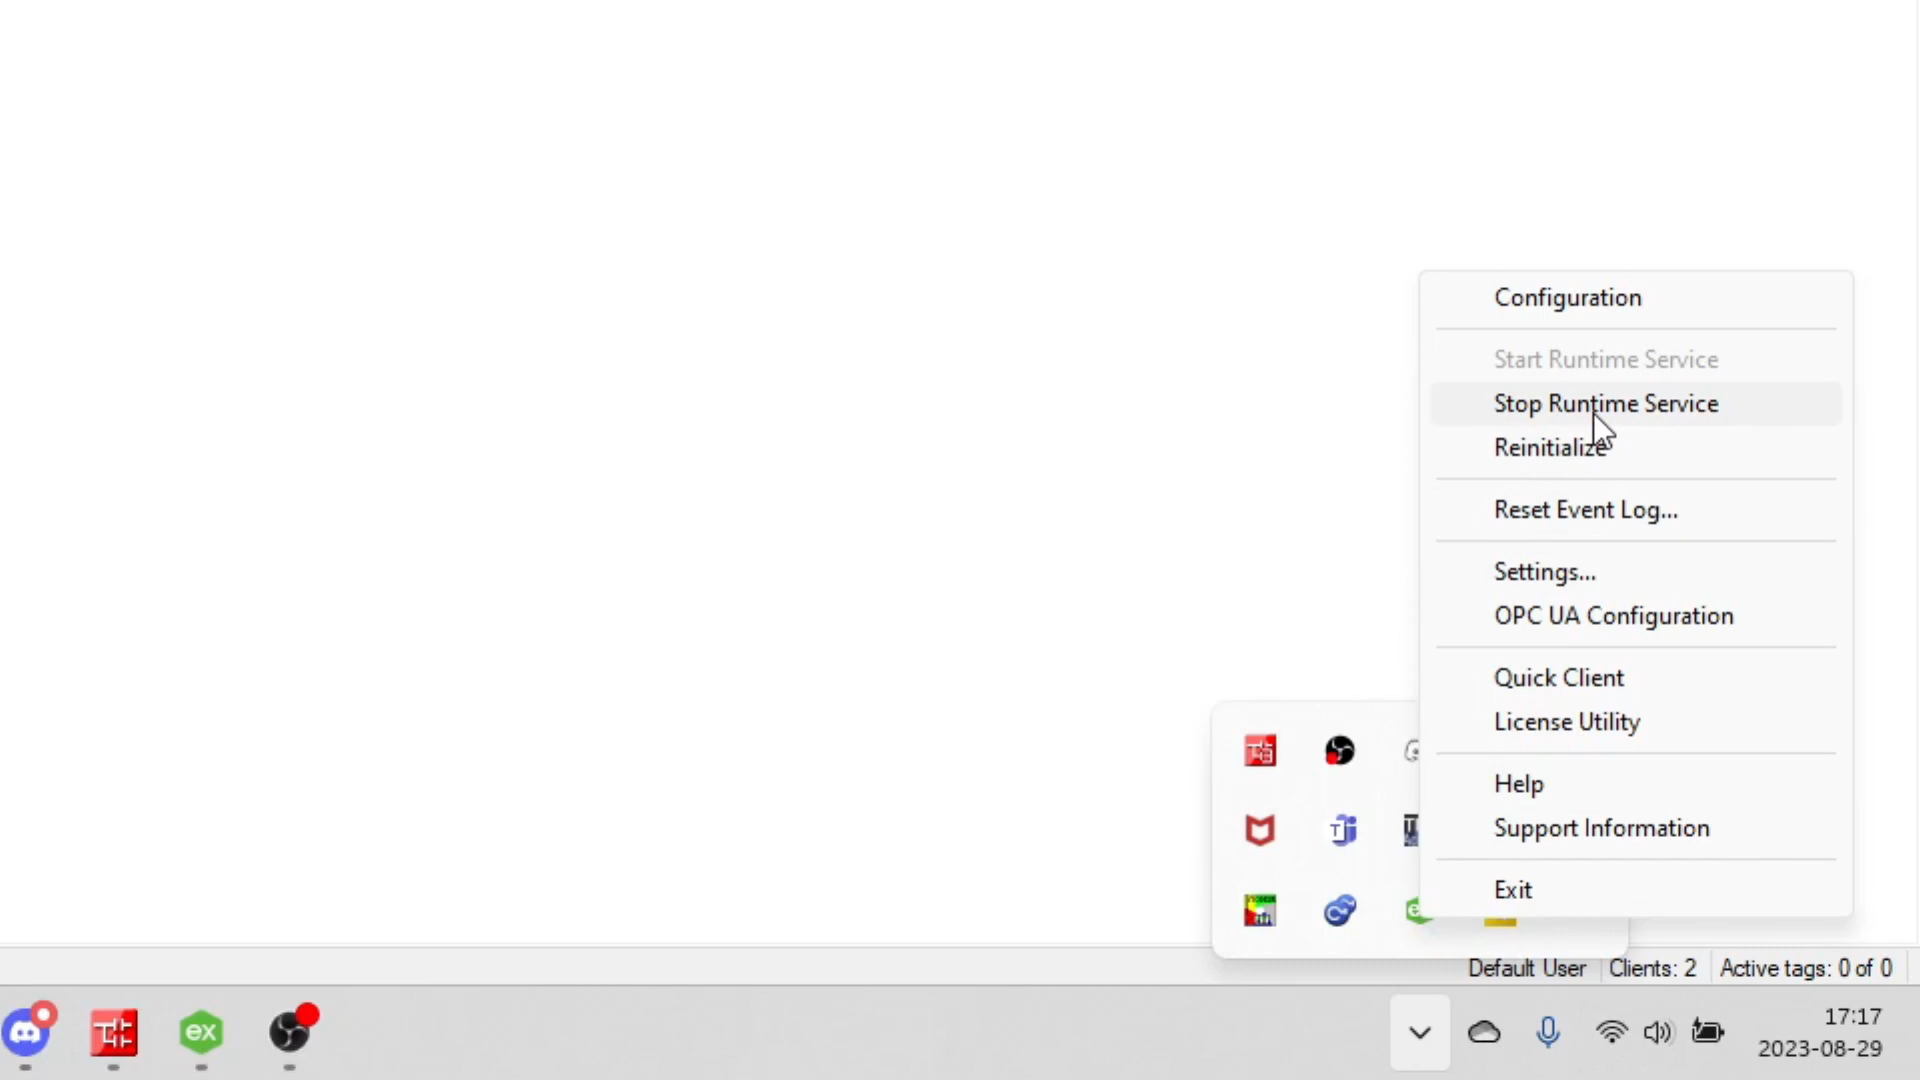 Configuration
Start Runtime Service
Stop Runtime Service
Reinitialize
Reset Event Log...
Settings...
OPC UA Configuration
Quick Client
License Utility
Help
Support Information
Exit
Default User
Clients: 2
Active tags: 0 of 0
ex
17:17
2023-08-29